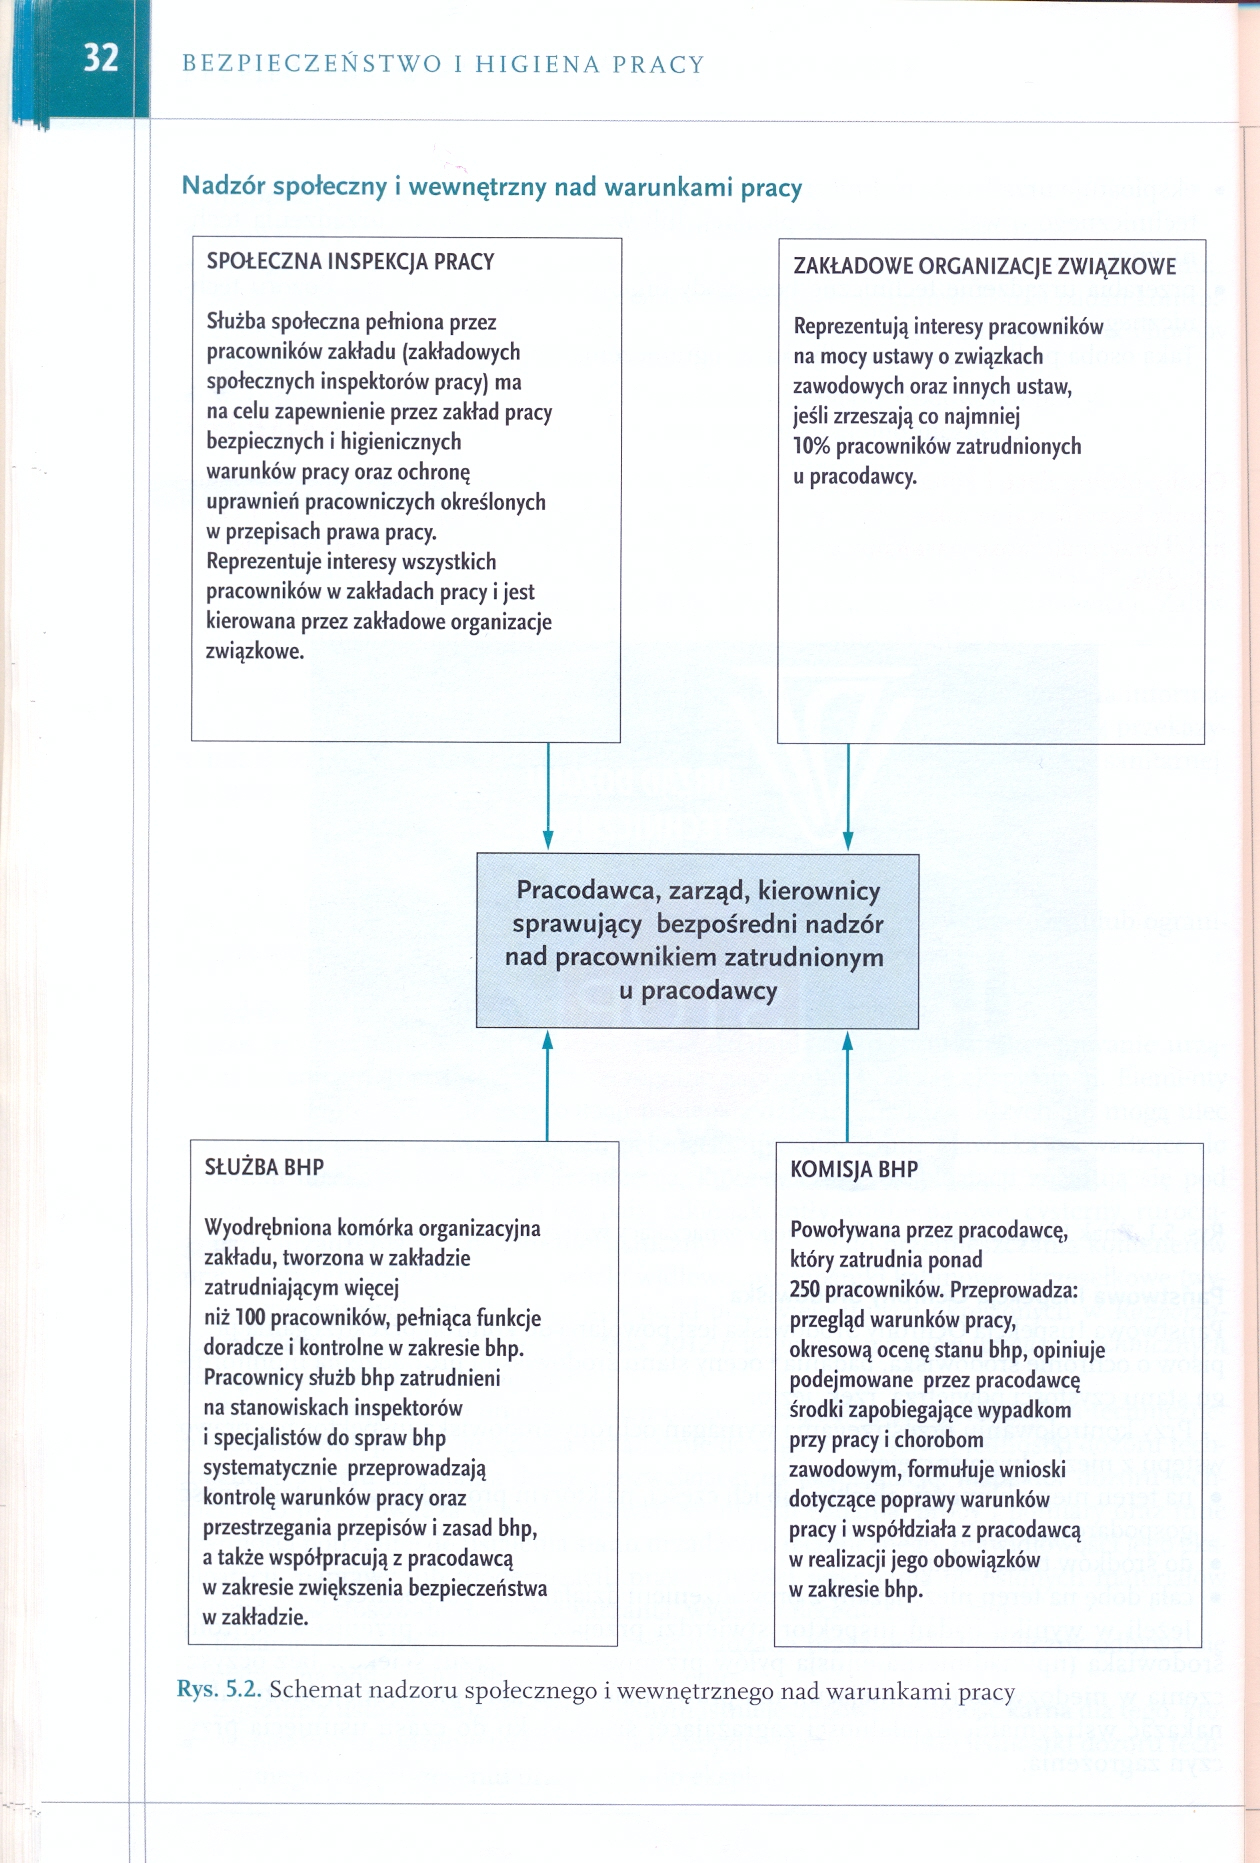 32
BEZPIECZEŃSTWO I HIGIENA PRACY
Nadzór społeczny i wewnętrzny nad warunkami pracy
SPOŁECZNA INSPEKCJA PRACY
Służba społeczna pełniona przez
pracowników zakładu (zakładowych
społecznych inspektorów pracy) ma
na celu zapewnienie przez zakład pracy
bezpiecznych i higienicznych
warunków pracy oraz ochronę
uprawnień pracowniczych określonych
w przepisach prawa pracy.
Reprezentuje interesy wszystkich
pracowników w zakładach pracy i jest
kierowana przez zakładowe organizacje
związkowe.
ZAKŁADOWE ORGANIZACJE ZWIĄZKOWE
Reprezentują interesy pracowników
na mocy ustawy o związkach
zawodowych oraz innych ustaw,
jeśli zrzeszają co najmniej
10% pracowników zatrudnionych
u pracodawcy.
Pracodawca, zarząd, kierownicy
sprawujący bezpośredni nadzór
nad pracownikiem zatrudnionym
u pracodawcy
SŁUŻBA BHP
Wyodrębniona komórka organizacyjna
zakładu, tworzona w zakładzie
zatrudniającym więcej
niż 100 pracowników, pełniąca funkcje
doradcze i kontrolne w zakresie bhp.
Pracownicy służb bhp zatrudnieni
na stanowiskach inspektorów
i specjalistów do spraw bhp
systematycznie przeprowadzają
kontrolę warunków pracy oraz
przestrzegania przepisów i zasad bhp,
a także współpracują z pracodawcą
w zakresie zwiększenia bezpieczeństwa
w zakładzie.
KOMISJA BHP
Powoływana przez pracodawcę,
który zatrudnia ponad
250 pracowników. Przeprowadza:
przegląd warunków pracy,
okresową ocenę stanu bhp, opiniuje
podejmowane przez pracodawcę
środki zapobiegające wypadkom
przy pracy i chorobom
zawodowym, formułuje wnioski
dotyczące poprawy warunków
pracy i współdziała z pracodawcą
w realizacji jego obowiązków
w zakresie bhp.
Rys. 5.2. Schemat nadzoru społecznego i wewnętrznego nad warunkami pracy